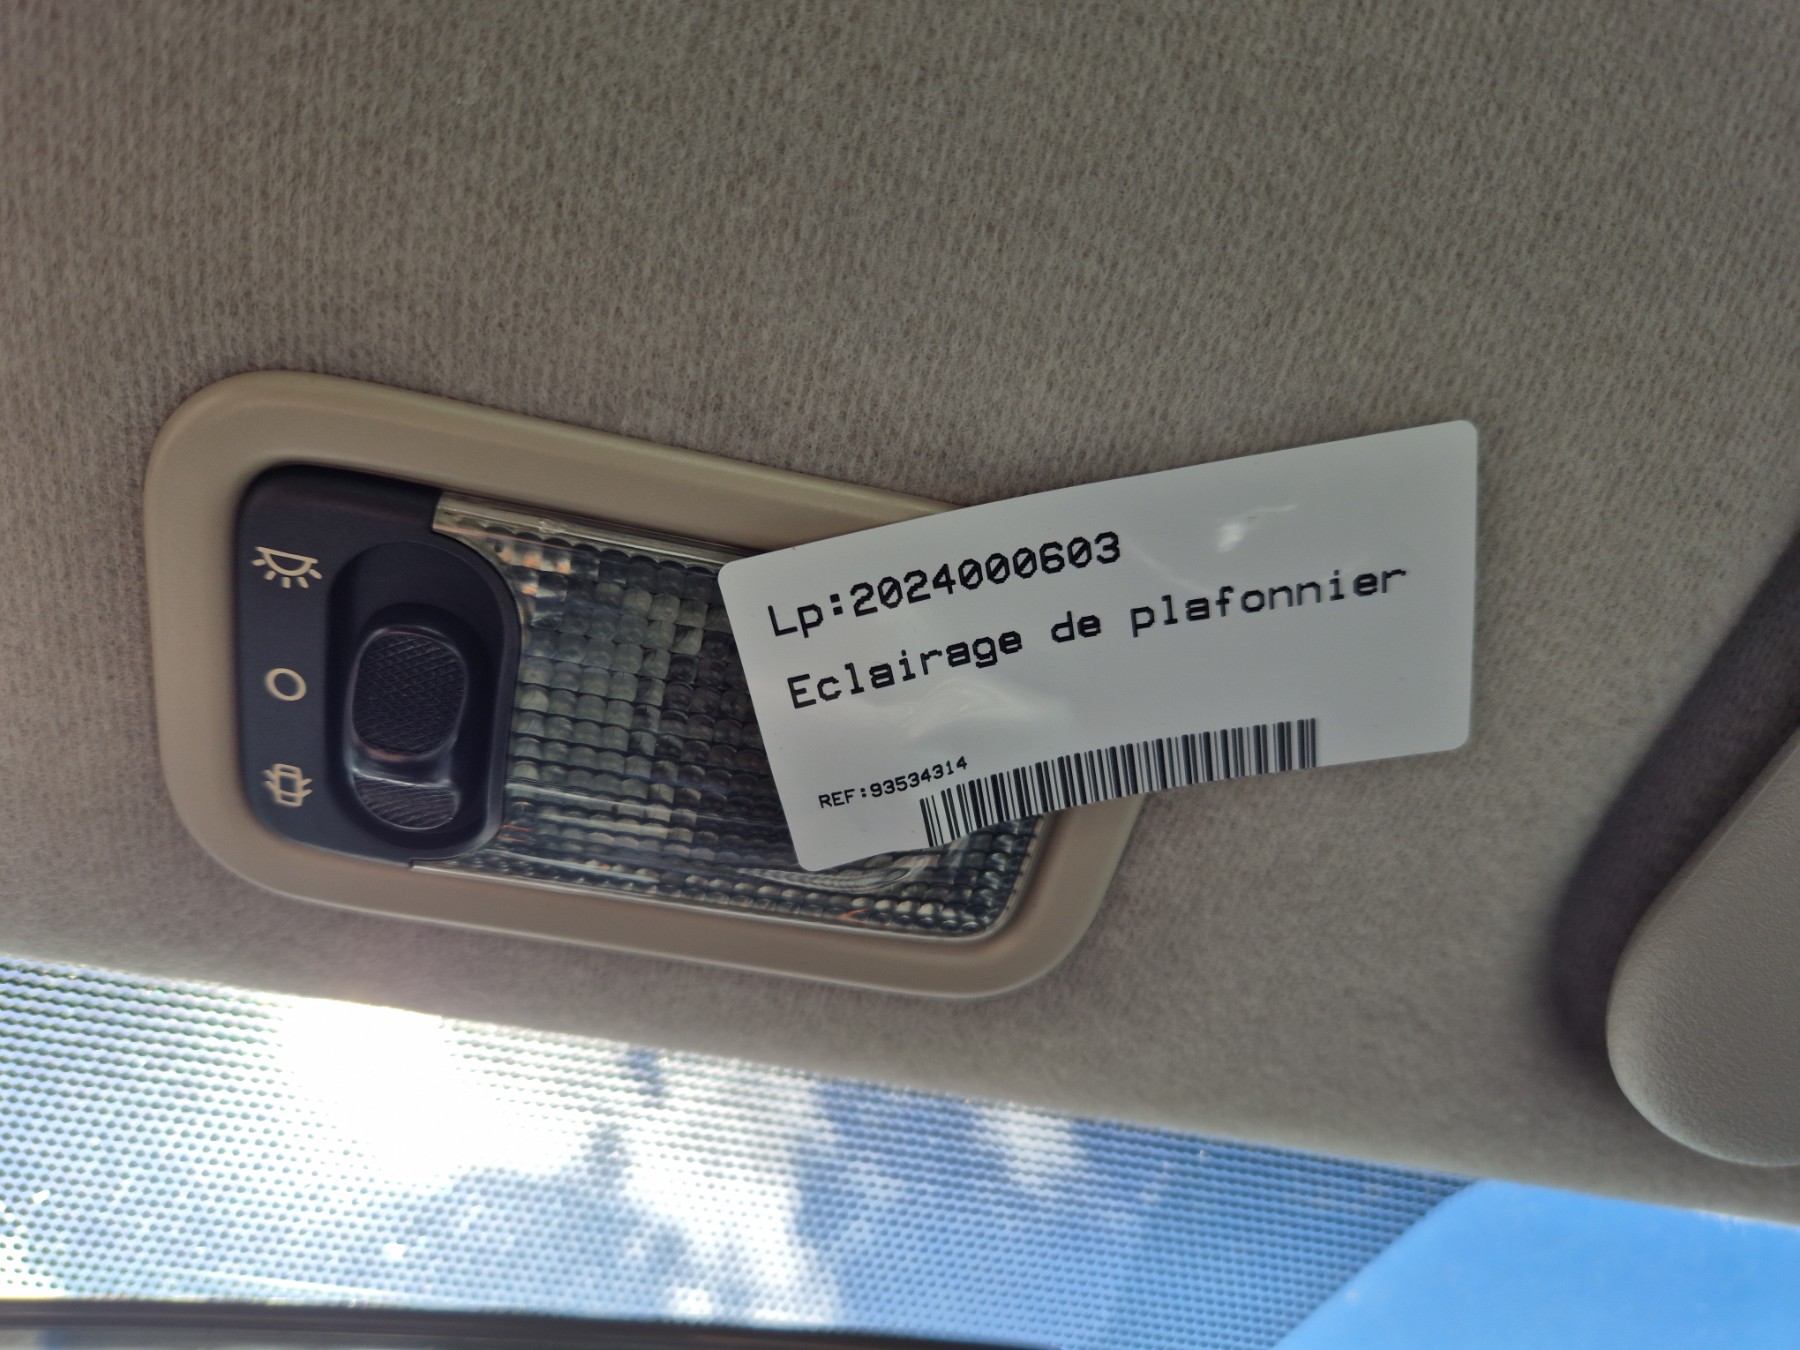 Lp:2024000603
Eclairage de plafonnier
REF:93534314